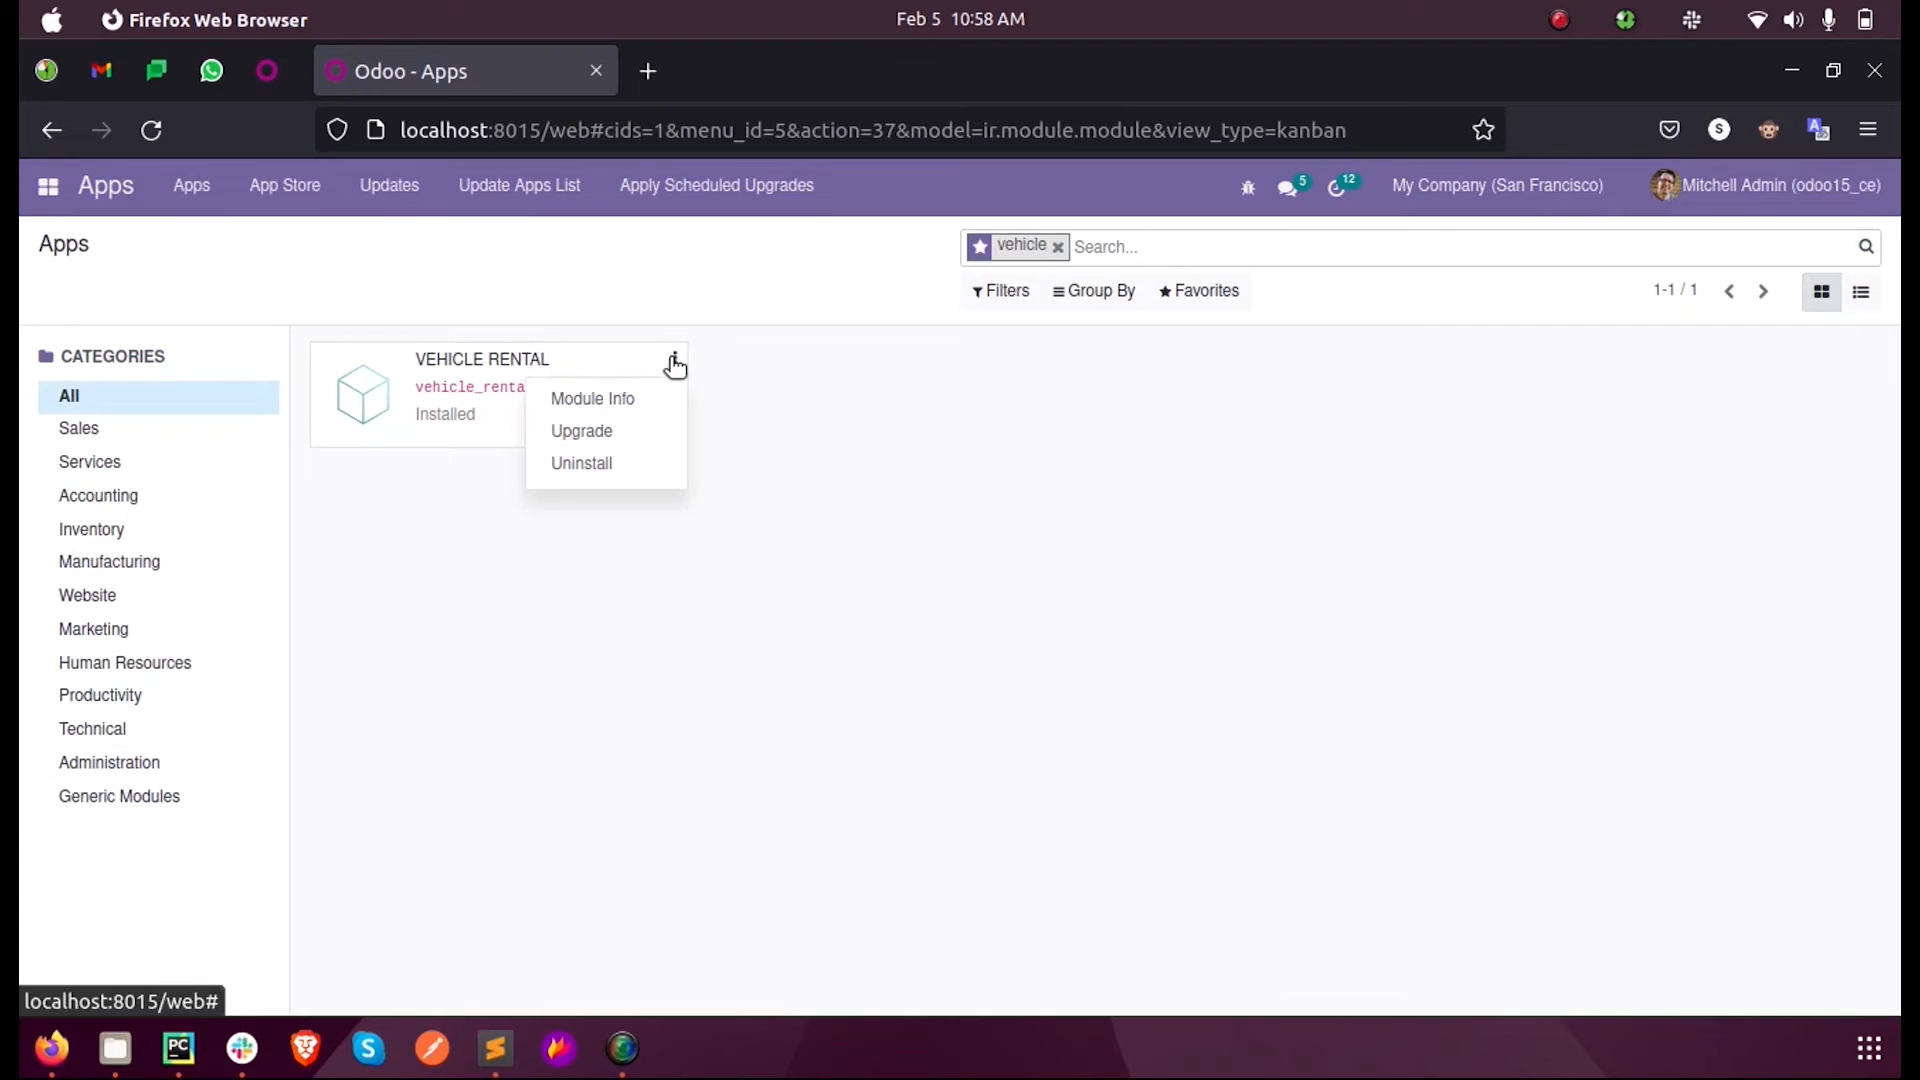 Firefox Web Browser
Feb 5 10:58 AM
Odoo - Apps
localhost:8015/web#cids=1&menu_id=5&action=37&model=ir.module.module&view_type=kanban
S
Apps
Apps
App Store
Updates
Update Apps List
Apply Scheduled Upgrades
5
12
My Company (San Francisco)
Mitchell Admin (odoo15_ce)
Apps
vehicle
Search...
Filters
Group By
Favorites
1-1 / 1
CATEGORIES
All
Sales
Services
Accounting
Inventory
Manufacturing
Website
Marketing
Human Resources
Productivity
Technical
Administration
Generic Modules
VEHICLE RENTAL
vehicle_renta
Installed
Module Info
Upgrade
Uninstall
localhost:8015/web#
PC
S